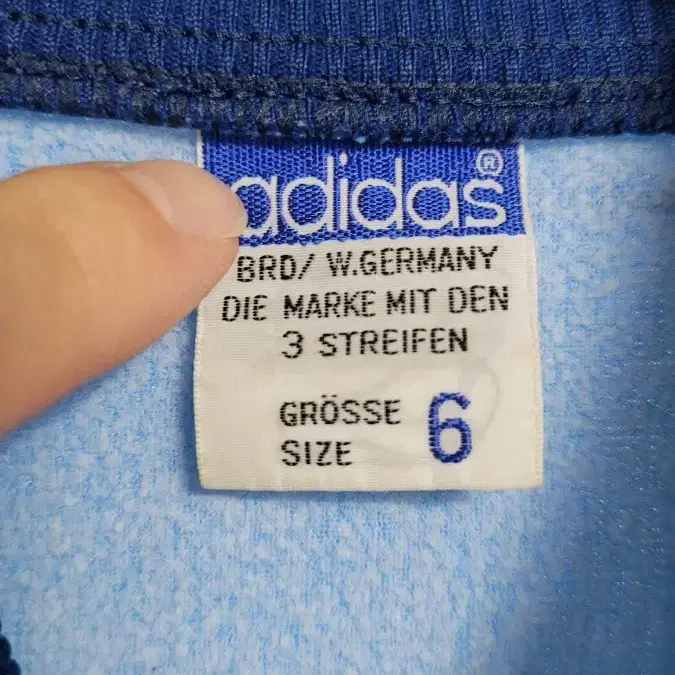 adidas®
BRD/ W.GERMANY
DIE MARKE MIT DEN
3 STREIFEN
GRÖSSE
SIZE
6